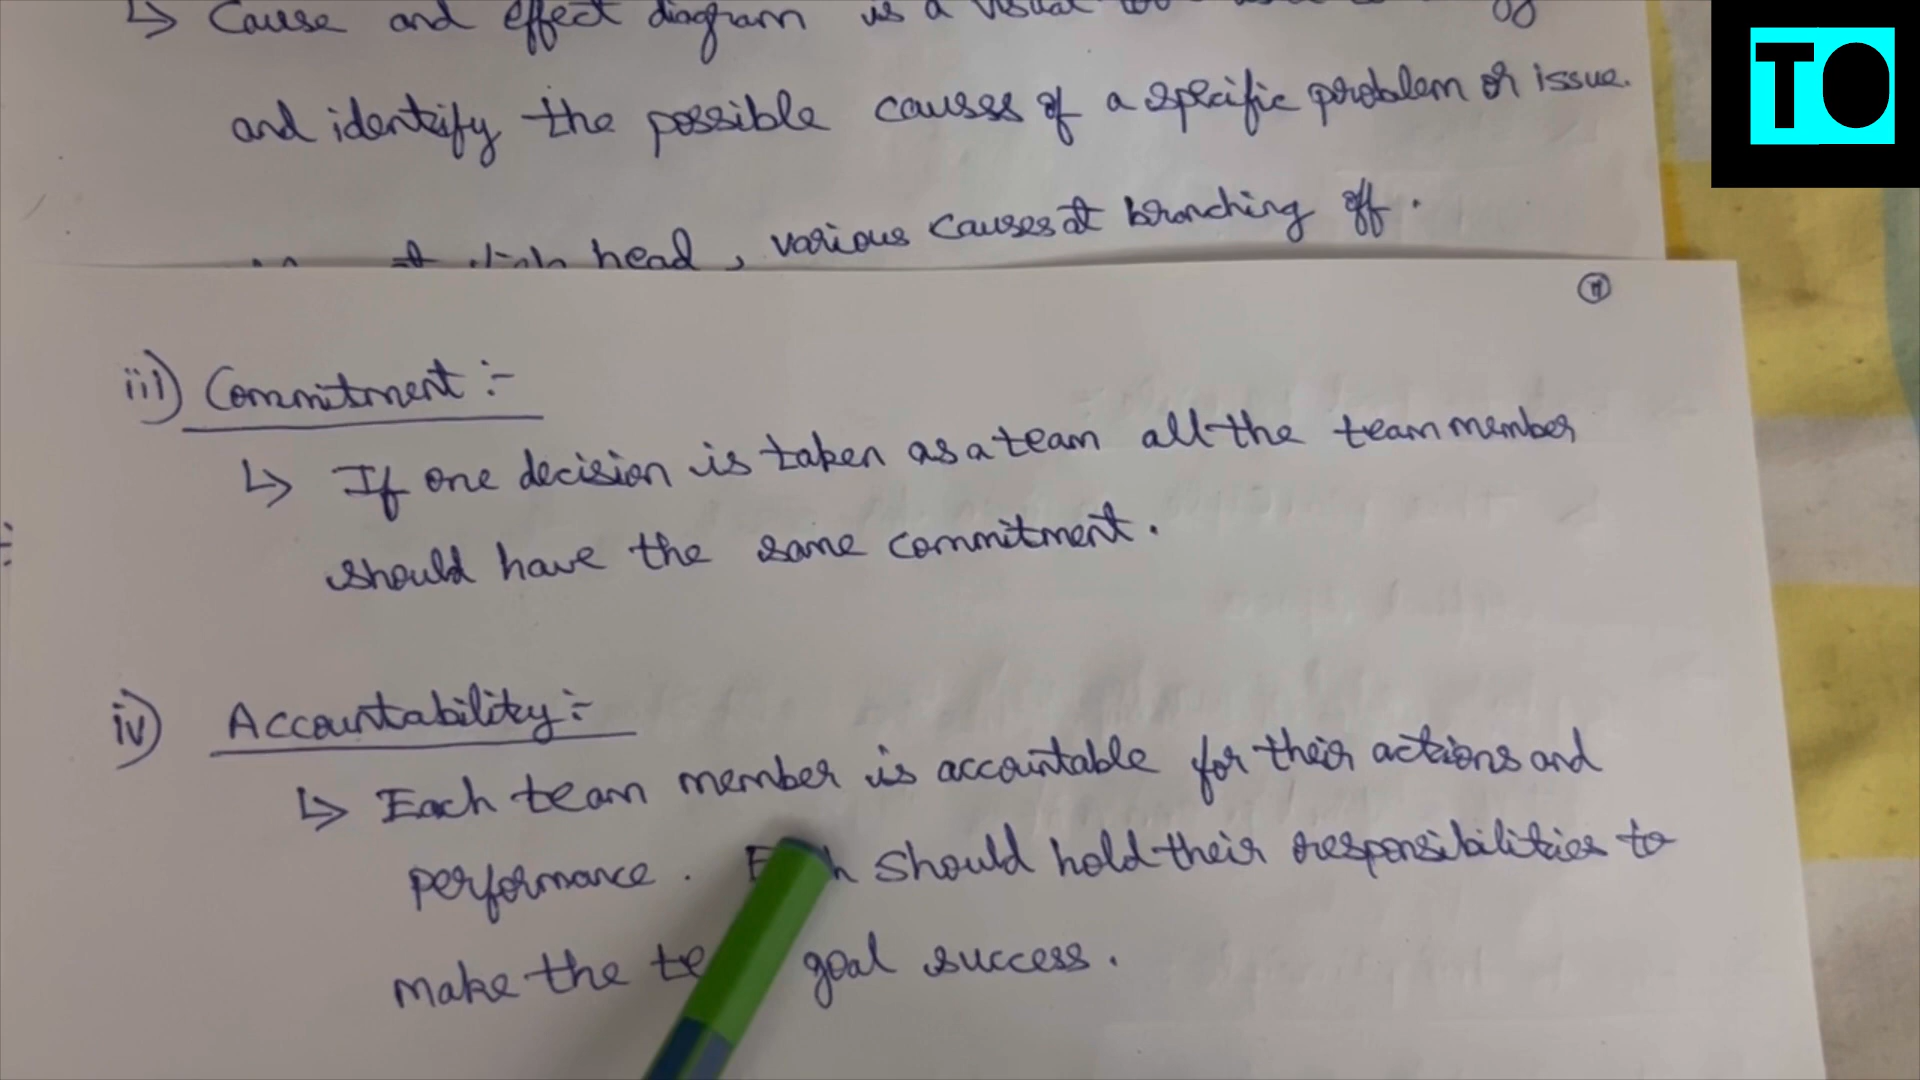 ↳ Cause and effect diagram is a visual
and identify the possible causes of a specific problem or issue.
head, various causes at branching off.
iii) Commitment :-
↳ If one decision is taken as a team all the team member
should have the same commitment.
iv) Accountability :-
↳ Each team member is accountable for their actions and
performance. should hold their responsibilities to
make the goal success.
TO